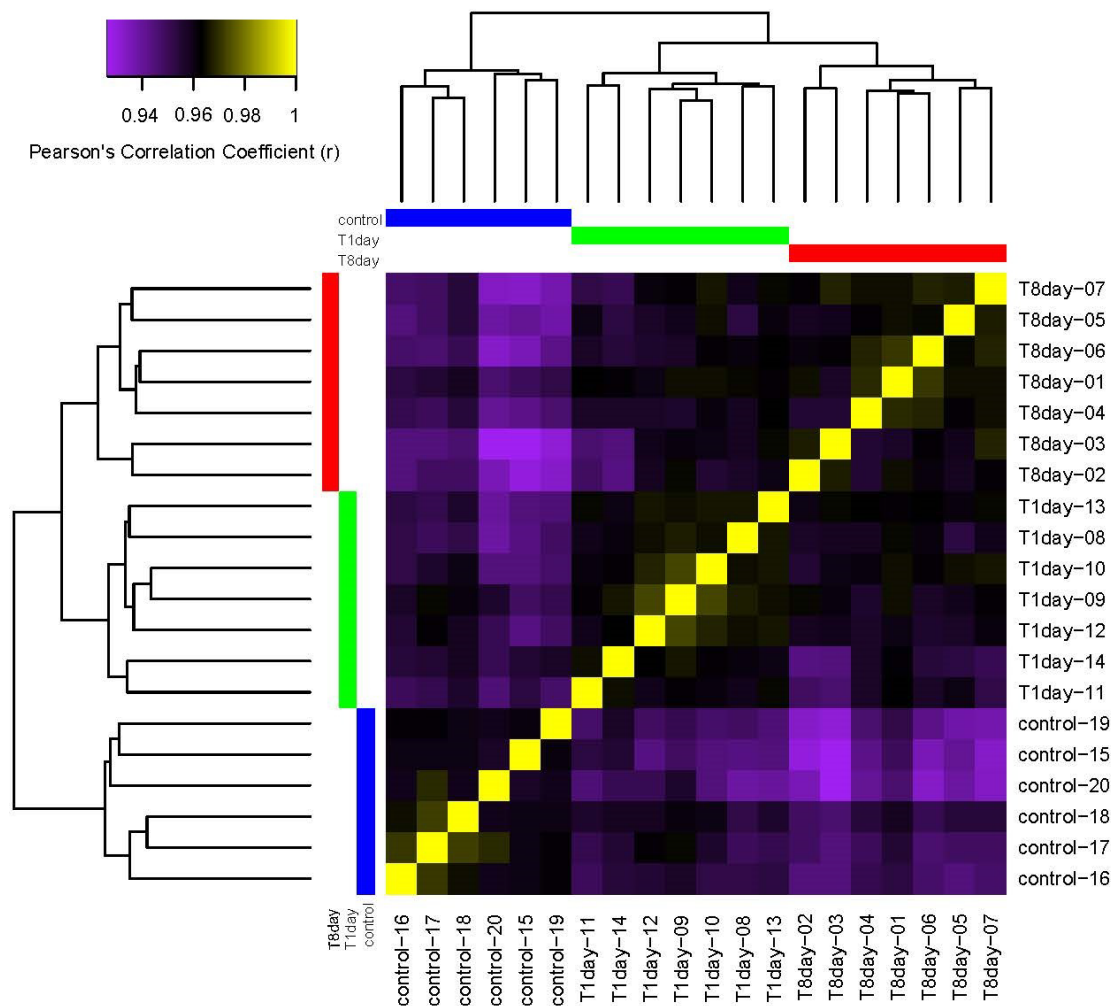 0.94 0.96 0.98 1
Pearson's Correlation Coefficient (r)
control
T1day
T8day
T8day-07
T8day-05
T8day-06
T8day-01
T8day-04
T8day-03
T8day-02
T1day-13
T1day-08
T1day-10
T1day-09
T1day-12
T1day-14
T1day-11
control-19
control-15
control-20
control-18
control-17
control-16
T8day
T1day
control
control-16
control-17
control-18
control-20
control-15
control-19
T1day-11
T1day-14
T1day-12
T1day-09
T1day-10
T1day-08
T1day-13
T8day-02
T8day-03
T8day-04
T8day-01
T8day-06
T8day-05
T8day-07